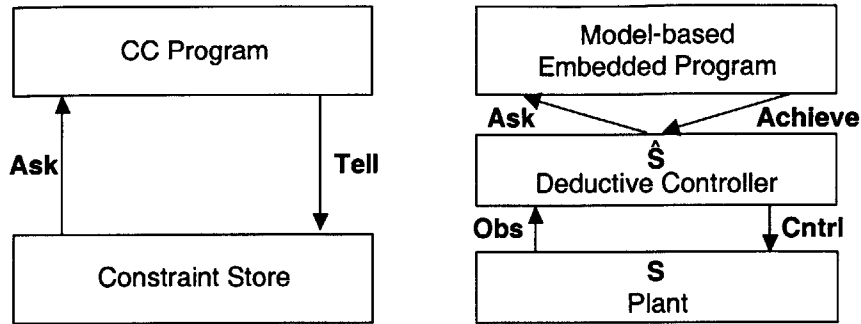 CC Program
Ask
Tell
Constraint Store
Model-based
Embedded Program
Ask
Achieve
Ŝ
Deductive Controller
Obs
Cntrl
S
Plant